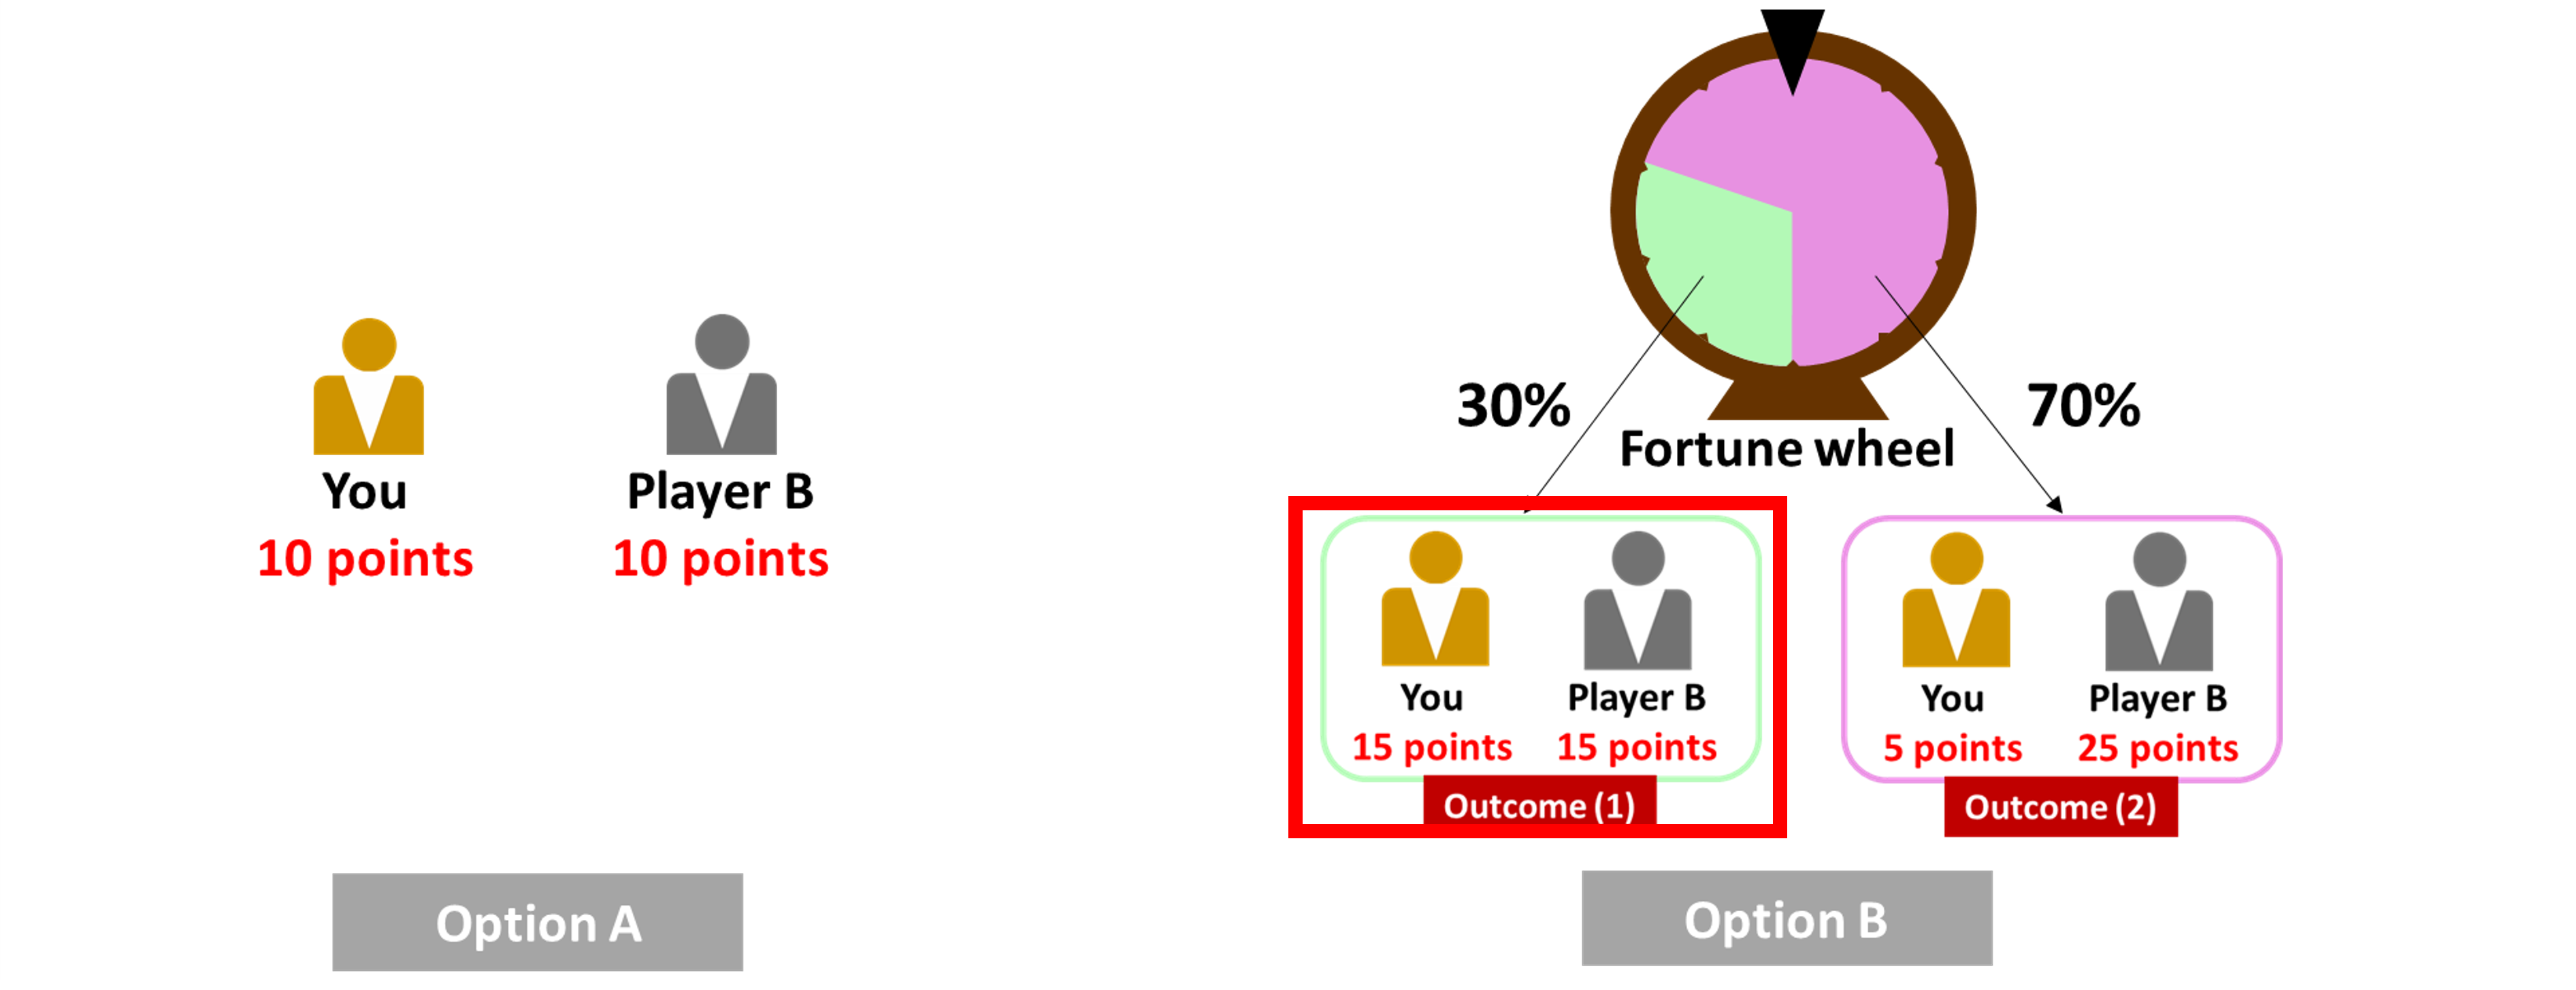 You
Player B
10 points
10 points
Option A
30%
70%
Fortune wheel
You
Player B
15 points
15 points
Outcome (1)
You
Player B
5 points
25 points
Outcome (2)
Option B